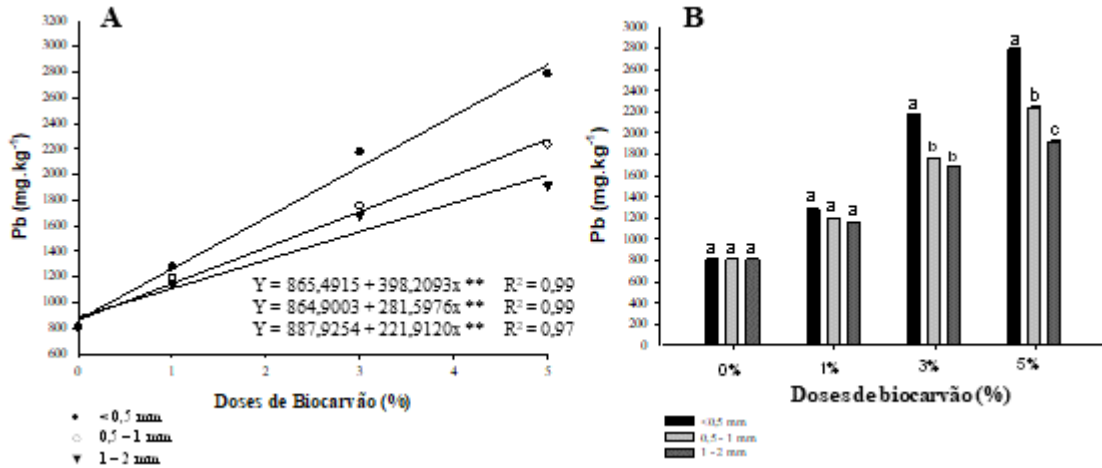 A
Pb (mg.kg⁻¹)
3200
3000
2800
2600
2400
2200
2000
1800
1600
1400
1200
1000
800
600
0
1
2
3
4
5
Y = 865,4915 + 398,2093x ** R² = 0,99
Y = 864,9003 + 281,5976x ** R² = 0,99
Y = 887,9254 + 221,9120x ** R² = 0,97
Doses de Biocarvão (%)
< 0,5 mm
0,5 – 1 mm
1 – 2 mm
B
Pb (mg.kg⁻¹)
3000
2800
2600
2400
2200
2000
1800
1600
1400
1200
1000
800
600
400
200
0
a a a
a a a
a b b
a b c
0%
1%
3%
5%
Doses de biocarvão (%)
<0,5 mm
0,5 - 1 mm
1 - 2 mm